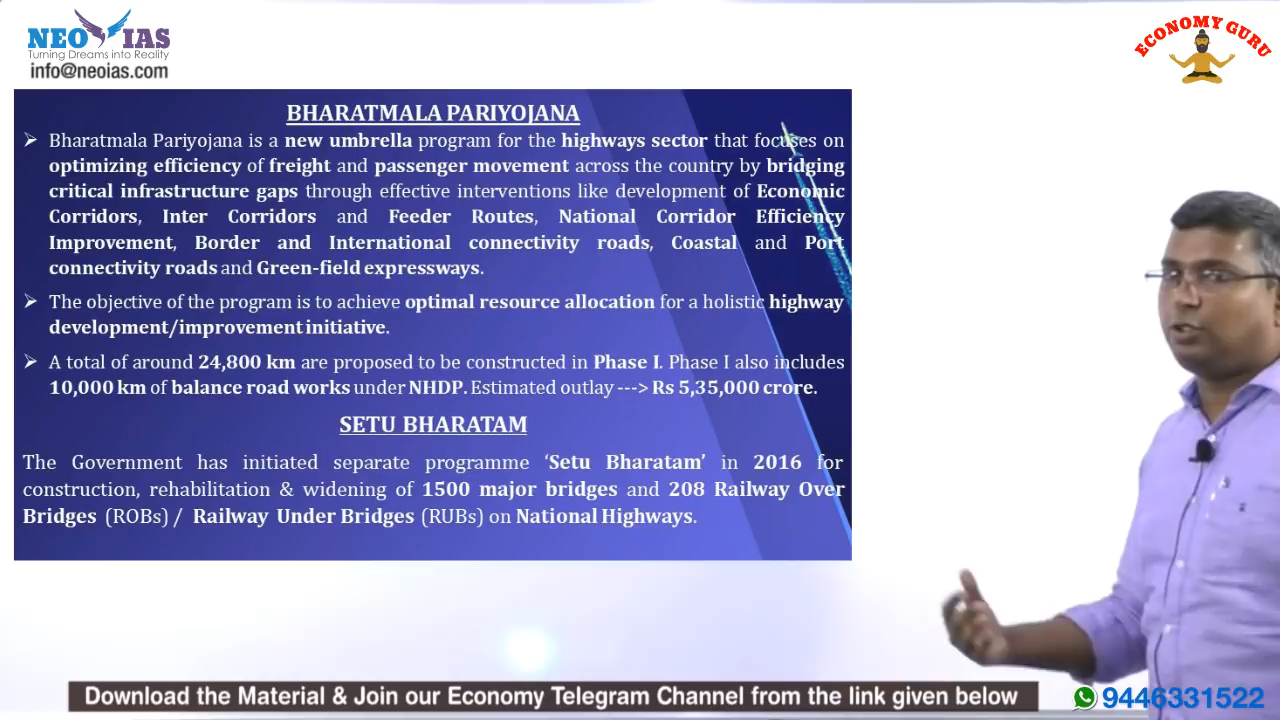 NEO IAS
Turning Dreams into Reality
info@neoias.com
ECONOMY GURU
BHARATMALA PARIYOJANA
➢ Bharatmala Pariyojana is a new umbrella program for the highways sector that focuses on
optimizing efficiency of freight and passenger movement across the country by bridging
critical infrastructure gaps through effective interventions like development of Economic
Corridors, Inter Corridors and Feeder Routes, National Corridor Efficiency
Improvement, Border and International connectivity roads, Coastal and Port
connectivity roads and Green-field expressways.
➢ The objective of the program is to achieve optimal resource allocation for a holistic highway
development/improvement initiative.
➢ A total of around 24,800 km are proposed to be constructed in Phase I. Phase I also includes
10,000 km of balance road works under NHDP. Estimated outlay ---> Rs 5,35,000 crore.
SETU BHARATAM
The Government has initiated separate programme ‘Setu Bharatam’ in 2016 for
construction, rehabilitation & widening of 1500 major bridges and 208 Railway Over
Bridges (ROBs) / Railway Under Bridges (RUBs) on National Highways.
Download the Material & Join our Economy Telegram Channel from the link given below
9446331522